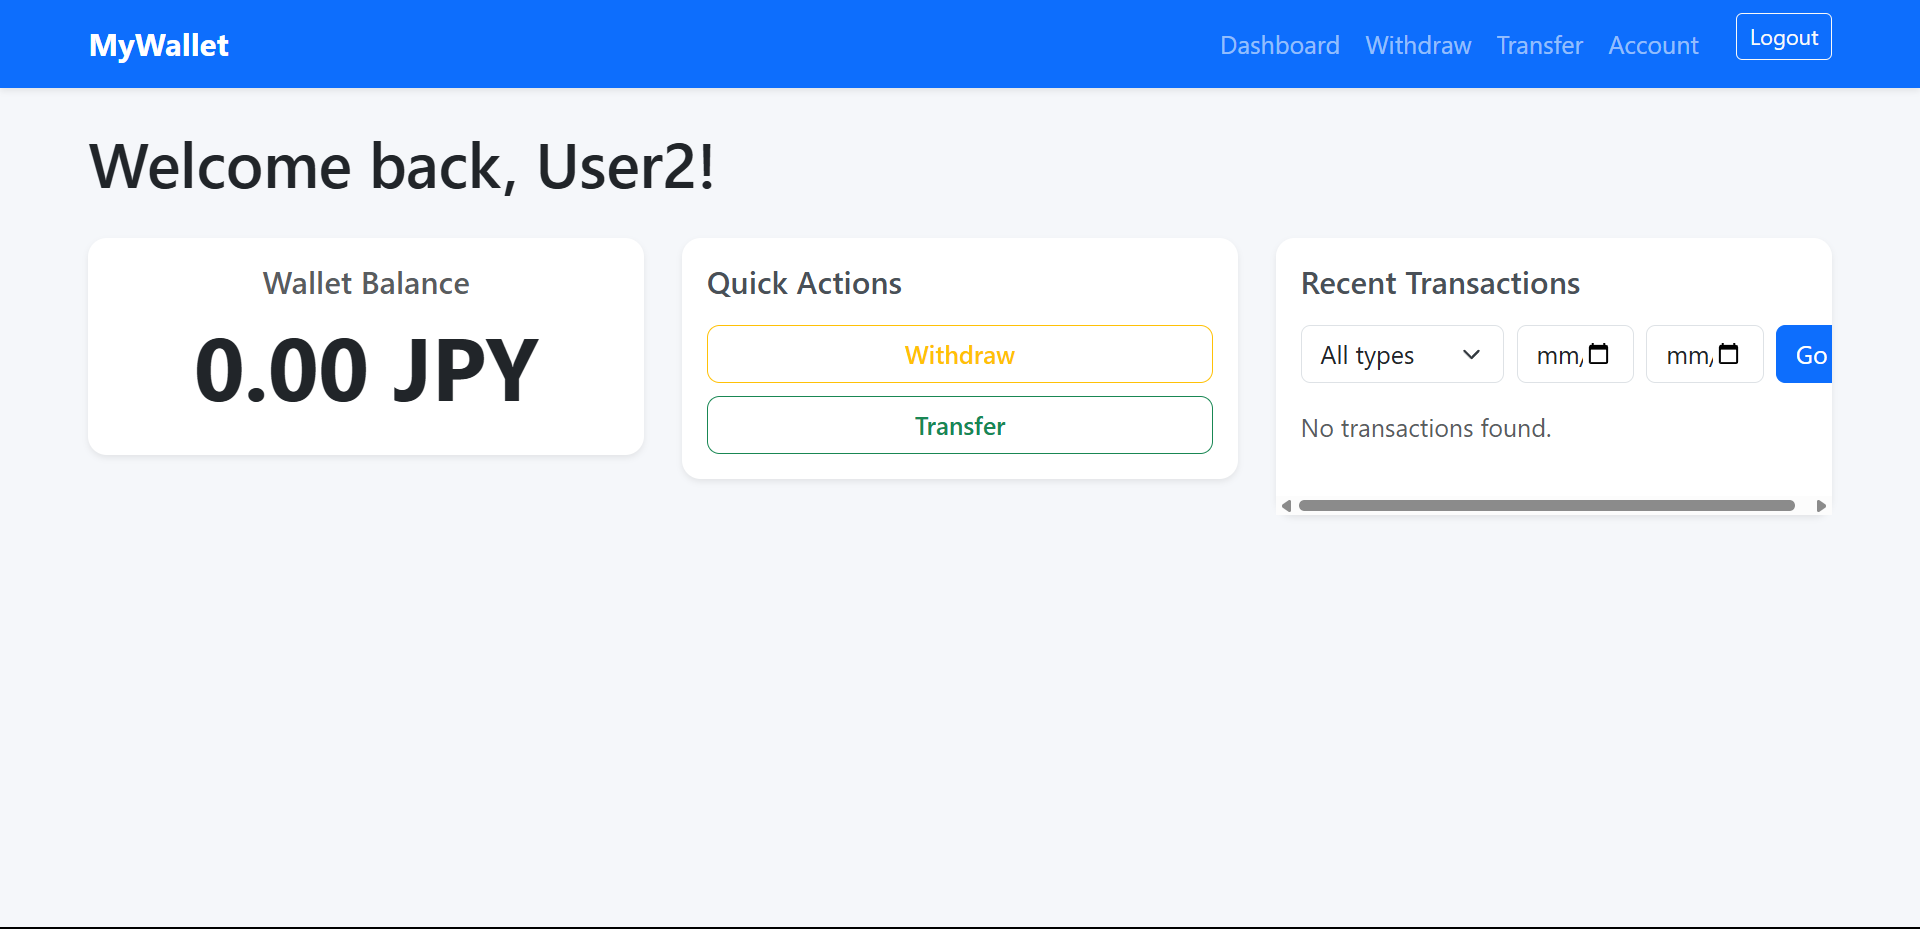 MyWallet
Dashboard Withdraw Transfer Account Logout
Welcome back, User2!
Wallet Balance
0.00 JPY
Quick Actions
Withdraw
Transfer
Recent Transactions
All types mm/ mm/ Go
No transactions found.